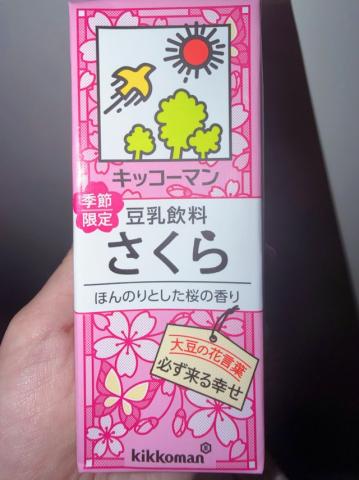 キッコーマン
季節
限定
豆乳飲料
さくら
ほんのりとした桜の香り
大豆の花言葉
必ず来る幸せ
kikkoman